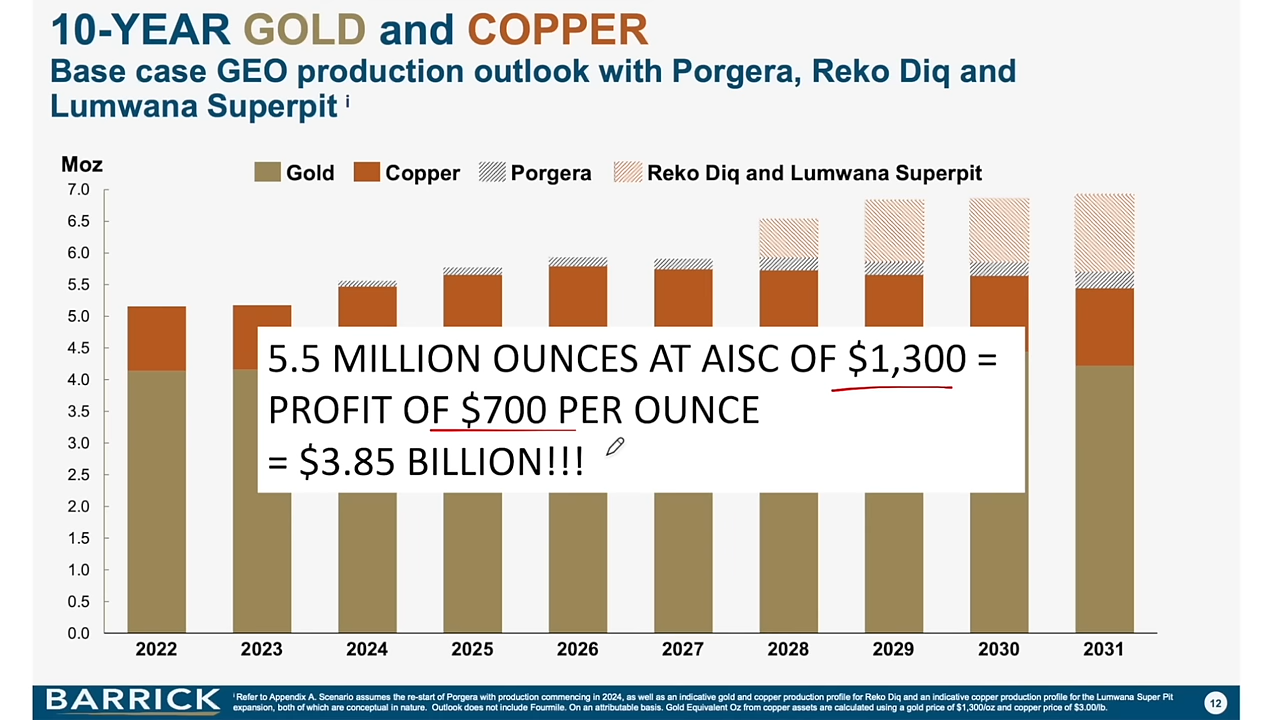 10-YEAR GOLD and COPPER
Base case GEO production outlook with Porgera, Reko Diq and
Lumwana Superpit i
Moz
Gold Copper Porgera Reko Diq and Lumwana Superpit
7.0
6.5
6.0
5.5
5.0
4.5
4.0
3.5
3.0
2.5
2.0
1.5
1.0
0.5
0.0
5.5 MILLION OUNCES AT AISC OF $1,300 =
PROFIT OF $700 PER OUNCE
= $3.85 BILLION!!!
2022 2023 2024 2025 2026 2027 2028 2029 2030 2031
BARRICK
i Refer to Appendix A. Scenario assumes the re-start of Porgera with production commencing in 2024, as well as an indicative gold and copper production profile for Reko Diq and an indicative copper production profile for the Lumwana Super Pit
expansion, both of which are conceptual in nature. Outlook does not include Fourmile. On an attributable basis. Gold Equivalent Oz from copper assets are calculated using a gold price of $1,300/oz and copper price of $3.00/lb.
12